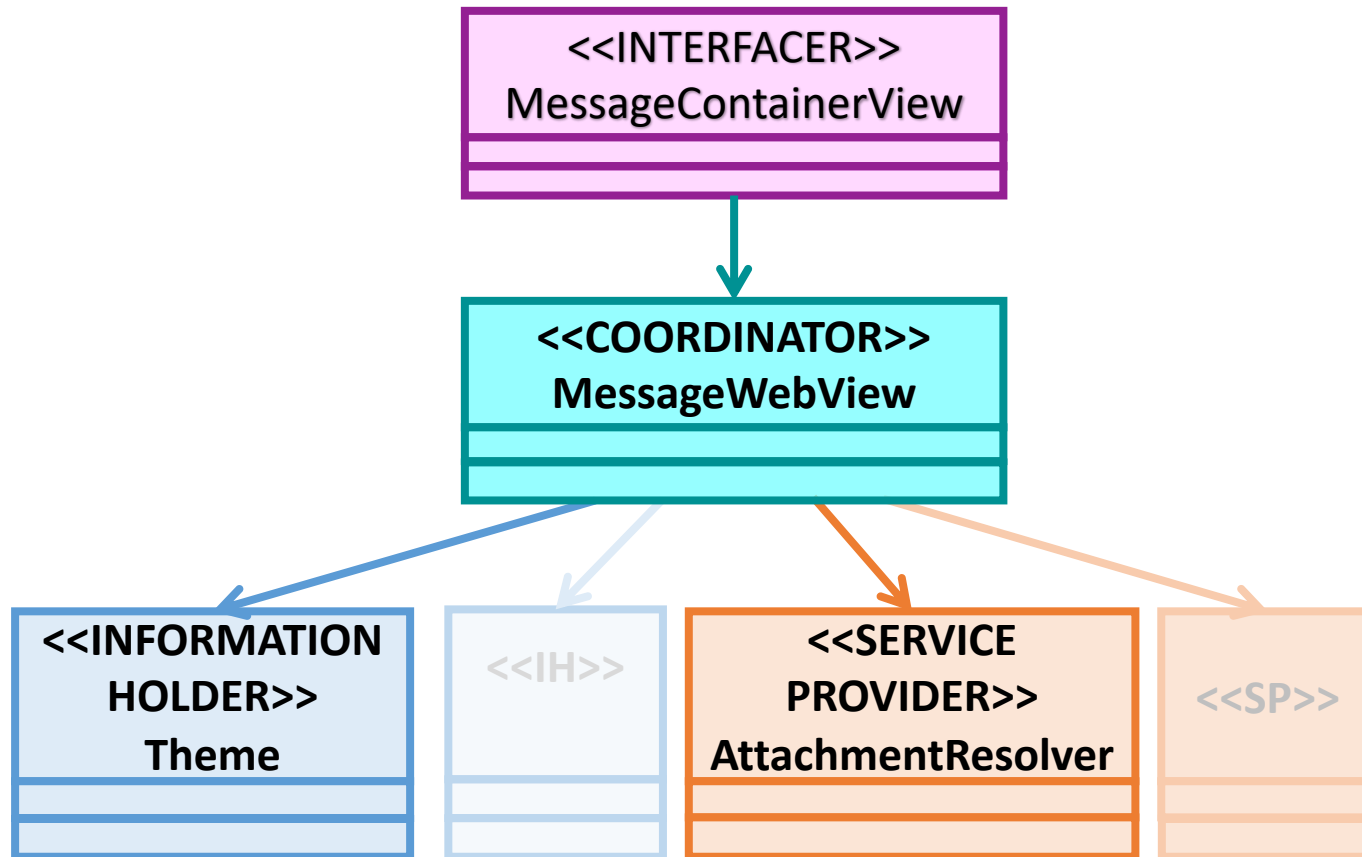 <<INTERFACER>>
MessageContainerView
<<COORDINATOR>>
MessageWebView
<<INFORMATION
HOLDER>>
Theme
<<IH>>
<<SERVICE
PROVIDER>>
AttachmentResolver
<<SP>>